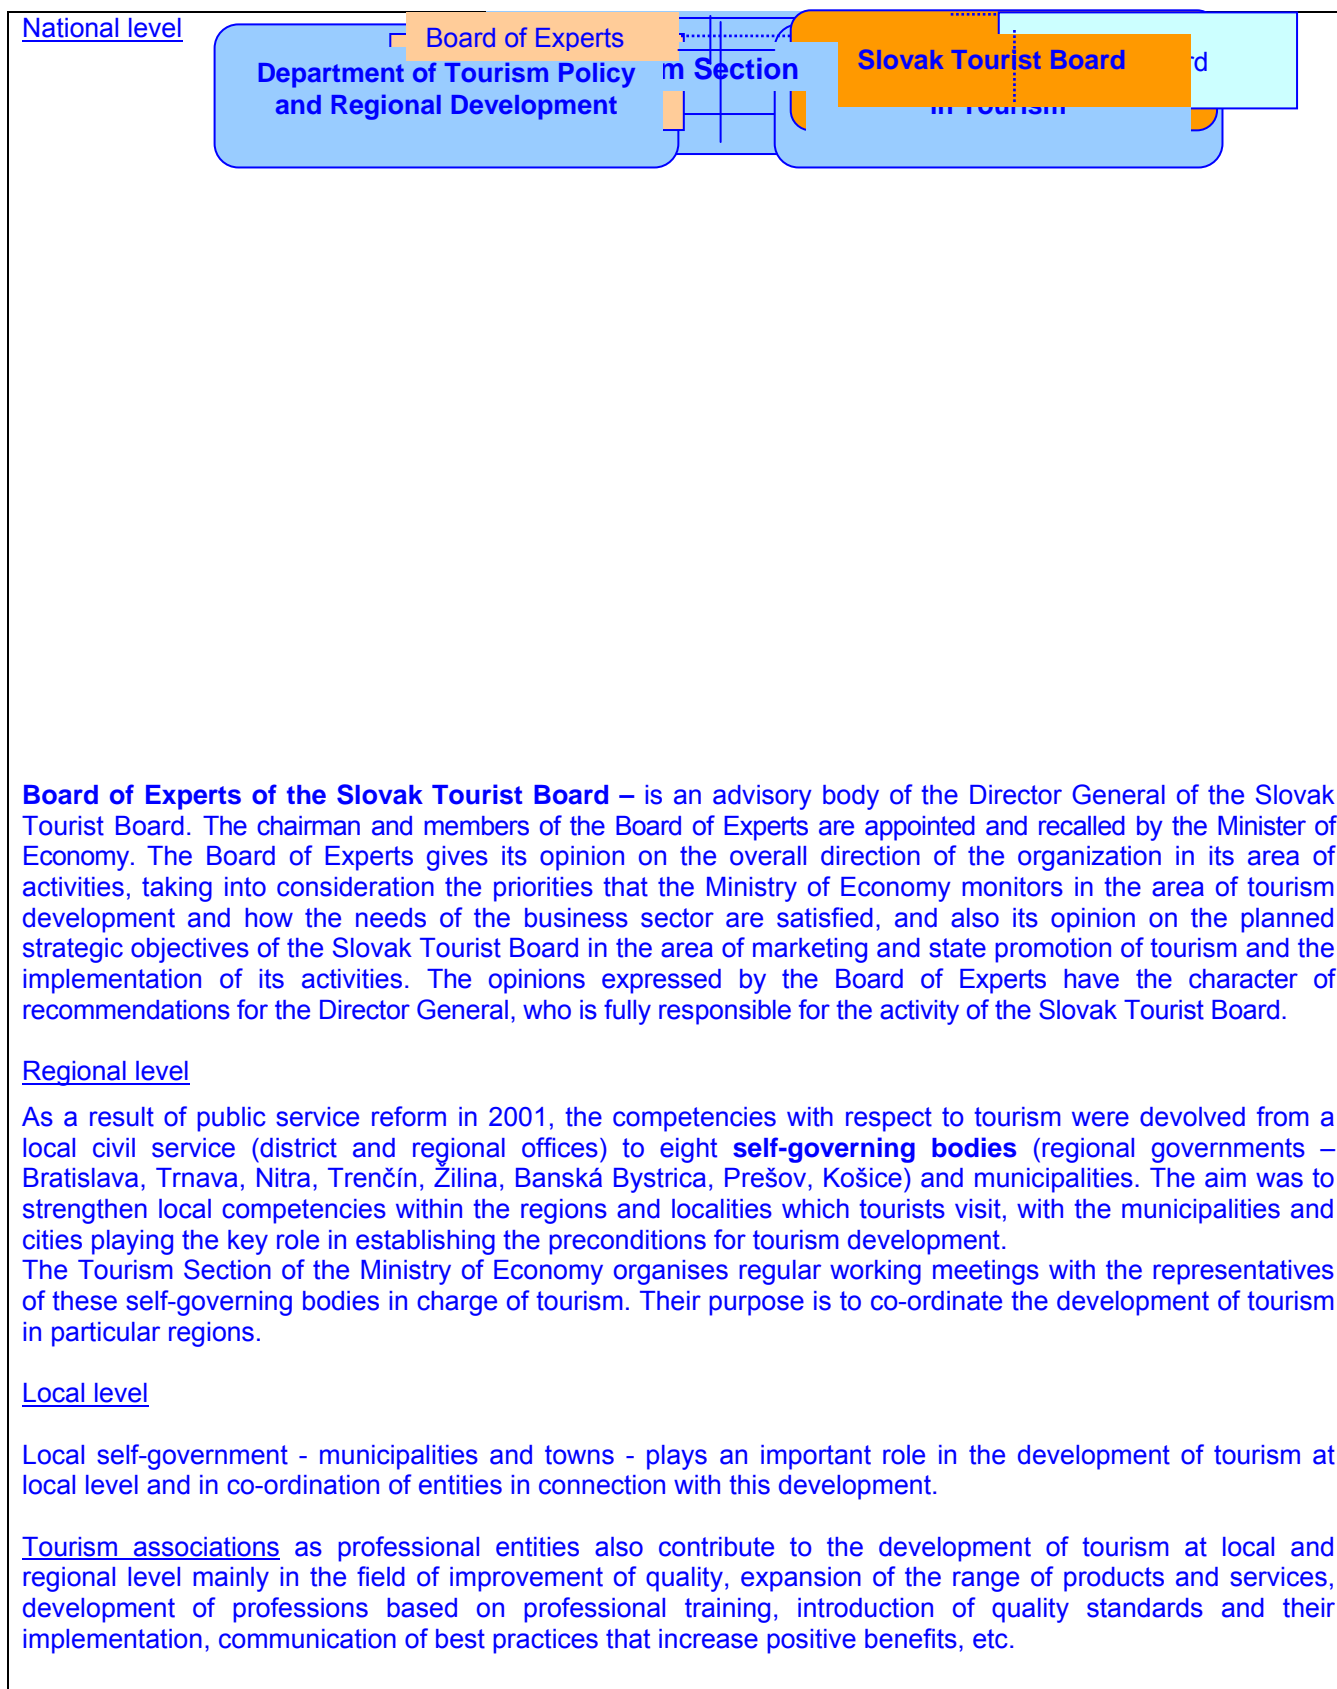 National level
Board of Experts
Department of Tourism Policy
and Regional Development
Section
Slovak Tourist Board
in Tourism
Board of Experts of the Slovak Tourist Board – is an advisory body of the Director General of the Slovak
Tourist Board. The chairman and members of the Board of Experts are appointed and recalled by the Minister of
Economy. The Board of Experts gives its opinion on the overall direction of the organization in its area of
activities, taking into consideration the priorities that the Ministry of Economy monitors in the area of tourism
development and how the needs of the business sector are satisfied, and also its opinion on the planned
strategic objectives of the Slovak Tourist Board in the area of marketing and state promotion of tourism and the
implementation of its activities. The opinions expressed by the Board of Experts have the character of
recommendations for the Director General, who is fully responsible for the activity of the Slovak Tourist Board.
Regional level
As a result of public service reform in 2001, the competencies with respect to tourism were devolved from a
local civil service (district and regional offices) to eight self-governing bodies (regional governments –
Bratislava, Trnava, Nitra, Trenčín, Žilina, Banská Bystrica, Prešov, Košice) and municipalities. The aim was to
strengthen local competencies within the regions and localities which tourists visit, with the municipalities and
cities playing the key role in establishing the preconditions for tourism development.
The Tourism Section of the Ministry of Economy organises regular working meetings with the representatives
of these self-governing bodies in charge of tourism. Their purpose is to co-ordinate the development of tourism
in particular regions.
Local level
Local self-government - municipalities and towns - plays an important role in the development of tourism at
local level and in co-ordination of entities in connection with this development.
Tourism associations as professional entities also contribute to the development of tourism at local and
regional level mainly in the field of improvement of quality, expansion of the range of products and services,
development of professions based on professional training, introduction of quality standards and their
implementation, communication of best practices that increase positive benefits, etc.